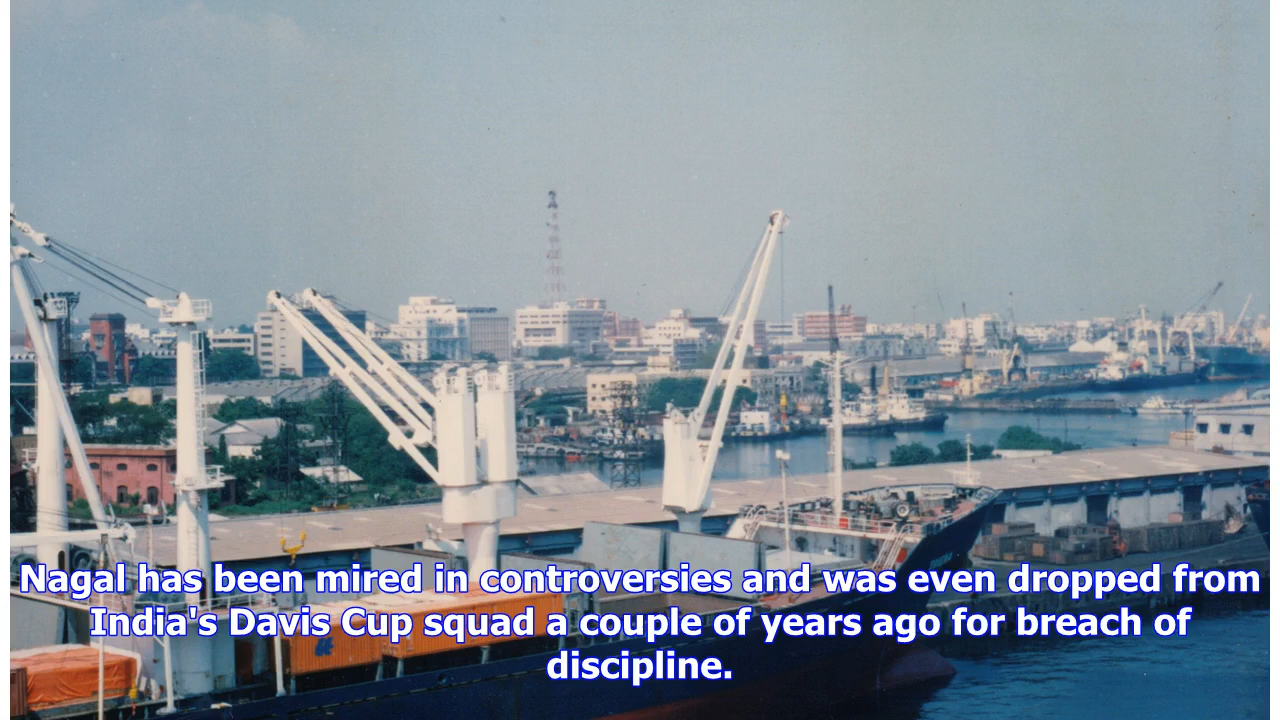 Nagal has been mired in controversies and was even dropped from
India's Davis Cup squad a couple of years ago for breach of
discipline.